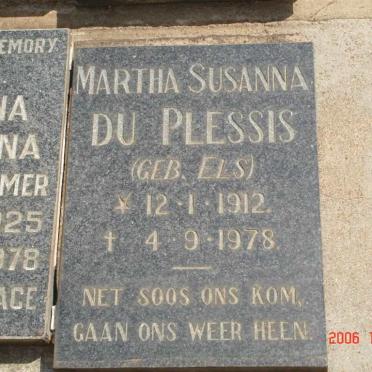 EMORY
NA
NA
MER
925
978
ACE
MARTHA SUSANNA
DU PLESSIS
(GEB. ELS)
* 12·1·1912.
† 4·9·1978.
NET SOOS ONS KOM,
GAAN ONS WEER HEEN.
2006